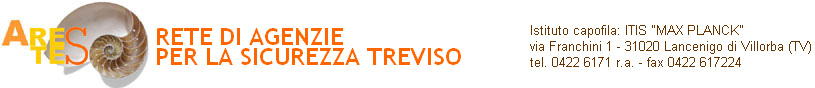 ARETES
RETE DI AGENZIE
PER LA SICUREZZA TREVISO
Istituto capofila: ITIS "MAX PLANCK"
via Franchini 1 - 31020 Lancenigo di Villorba (TV)
tel. 0422 6171 r.a. - fax 0422 617224